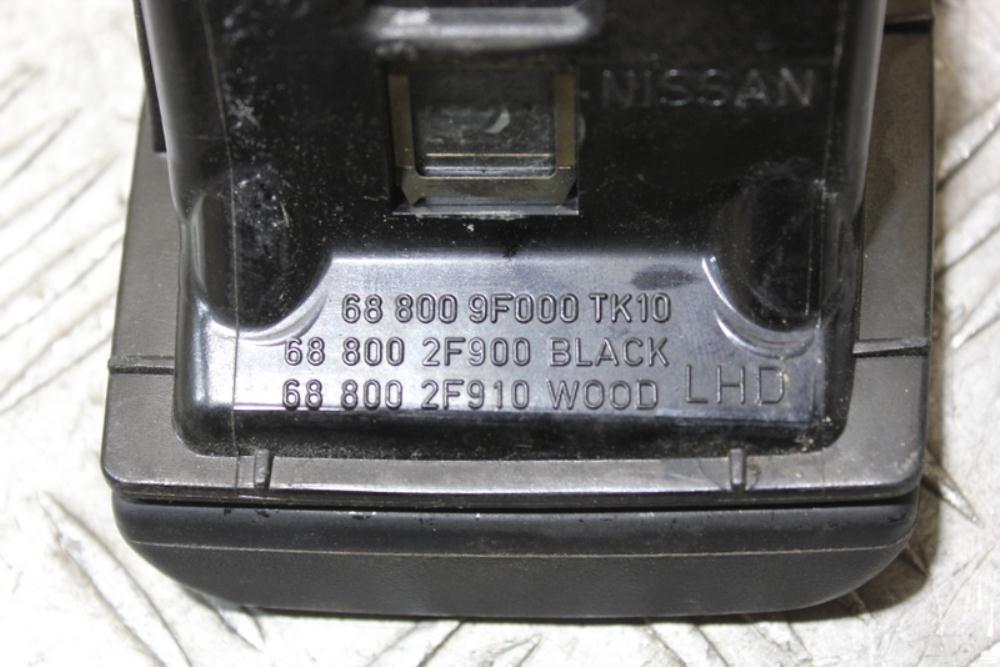 NISSAN
68 800 9F000 TK10
68 800 2F900 BLACK
68 800 2F910 WOOD LHD